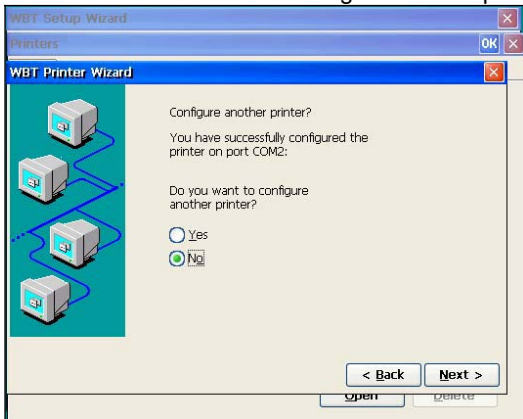 WBT Setup Wizard
Printers
OK
WBT Printer Wizard
Configure another printer?
You have successfully configured the
printer on port COM2:
Do you want to configure
another printer?
Yes
No
< Back
Next >
Open
Delete